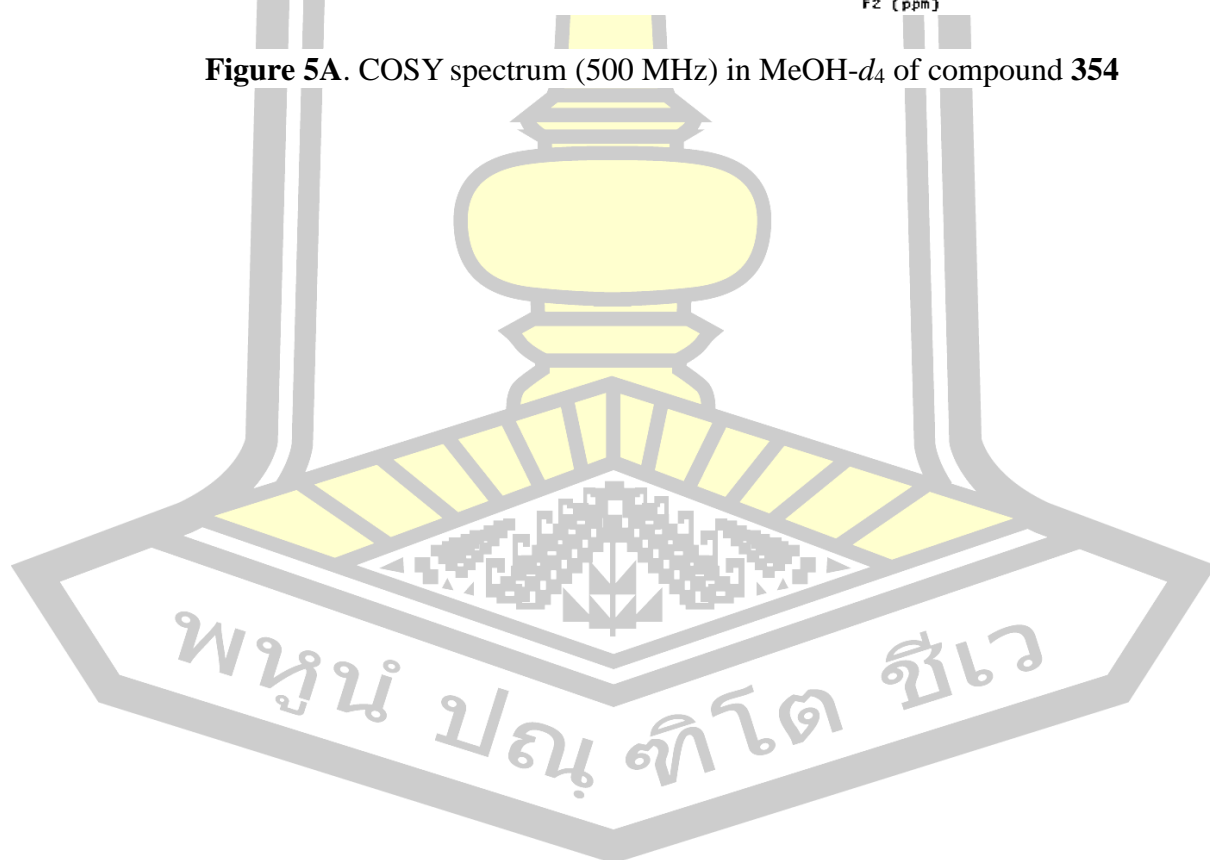 F2 (ppm)
Figure 5A. COSY spectrum (500 MHz) in MeOH-d4 of compound 354
พหูนํ ปณฺฑิโต ชีเว